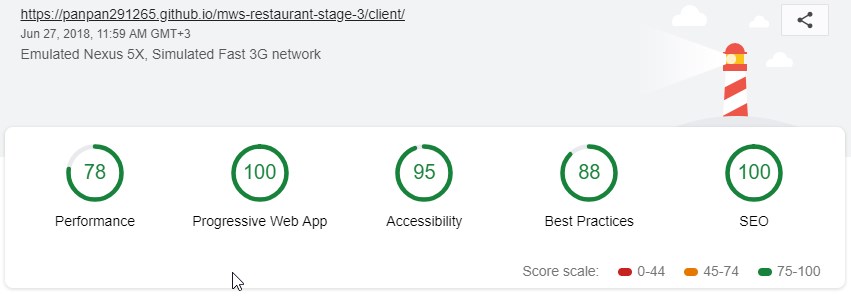 https://panpan291265.github.io/mws-restaurant-stage-3/client/
Jun 27, 2018, 11:59 AM GMT+3
Emulated Nexus 5X, Simulated Fast 3G network
78 100 95 88 100
Performance Progressive Web App Accessibility Best Practices SEO
Score scale: 0-44 45-74 75-100